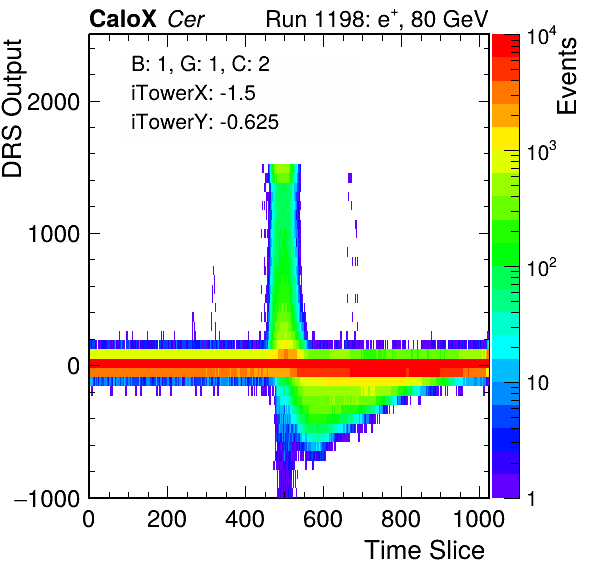 CaloX Cer Run 1198: e⁺, 80 GeV
B: 1, G: 1, C: 2
iTowerX: -1.5
iTowerY: -0.625
DRS Output
2000
1000
0
−1000
0 200 400 600 800 1000
Time Slice
Events
10⁴
10³
10²
10
1